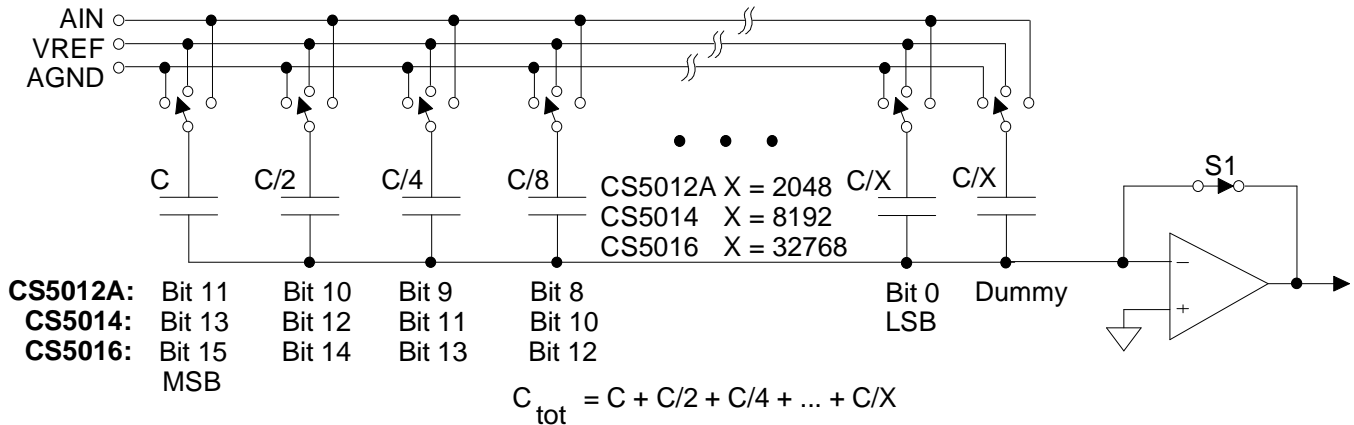 AIN
VREF
AGND
C C/2 C/4 C/8 C/X C/X
S1
CS5012A X = 2048
CS5014 X = 8192
CS5016 X = 32768
− +
CS5012A: Bit 11 Bit 10 Bit 9 Bit 8 Bit 0 Dummy
CS5014: Bit 13 Bit 12 Bit 11 Bit 10 LSB
CS5016: Bit 15 Bit 14 Bit 13 Bit 12
MSB
C tot = C + C/2 + C/4 + ... + C/X